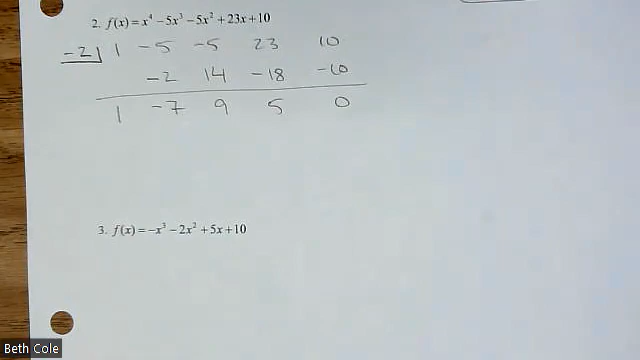 2. f(x) = x⁴ − 5x³ − 5x² + 23x + 10
-2 1 -5 -5 23 10
-2 14 -18 -10
1 -7 9 5 0
3. f(x) = −x³ − 2x² + 5x + 10
Beth Cole